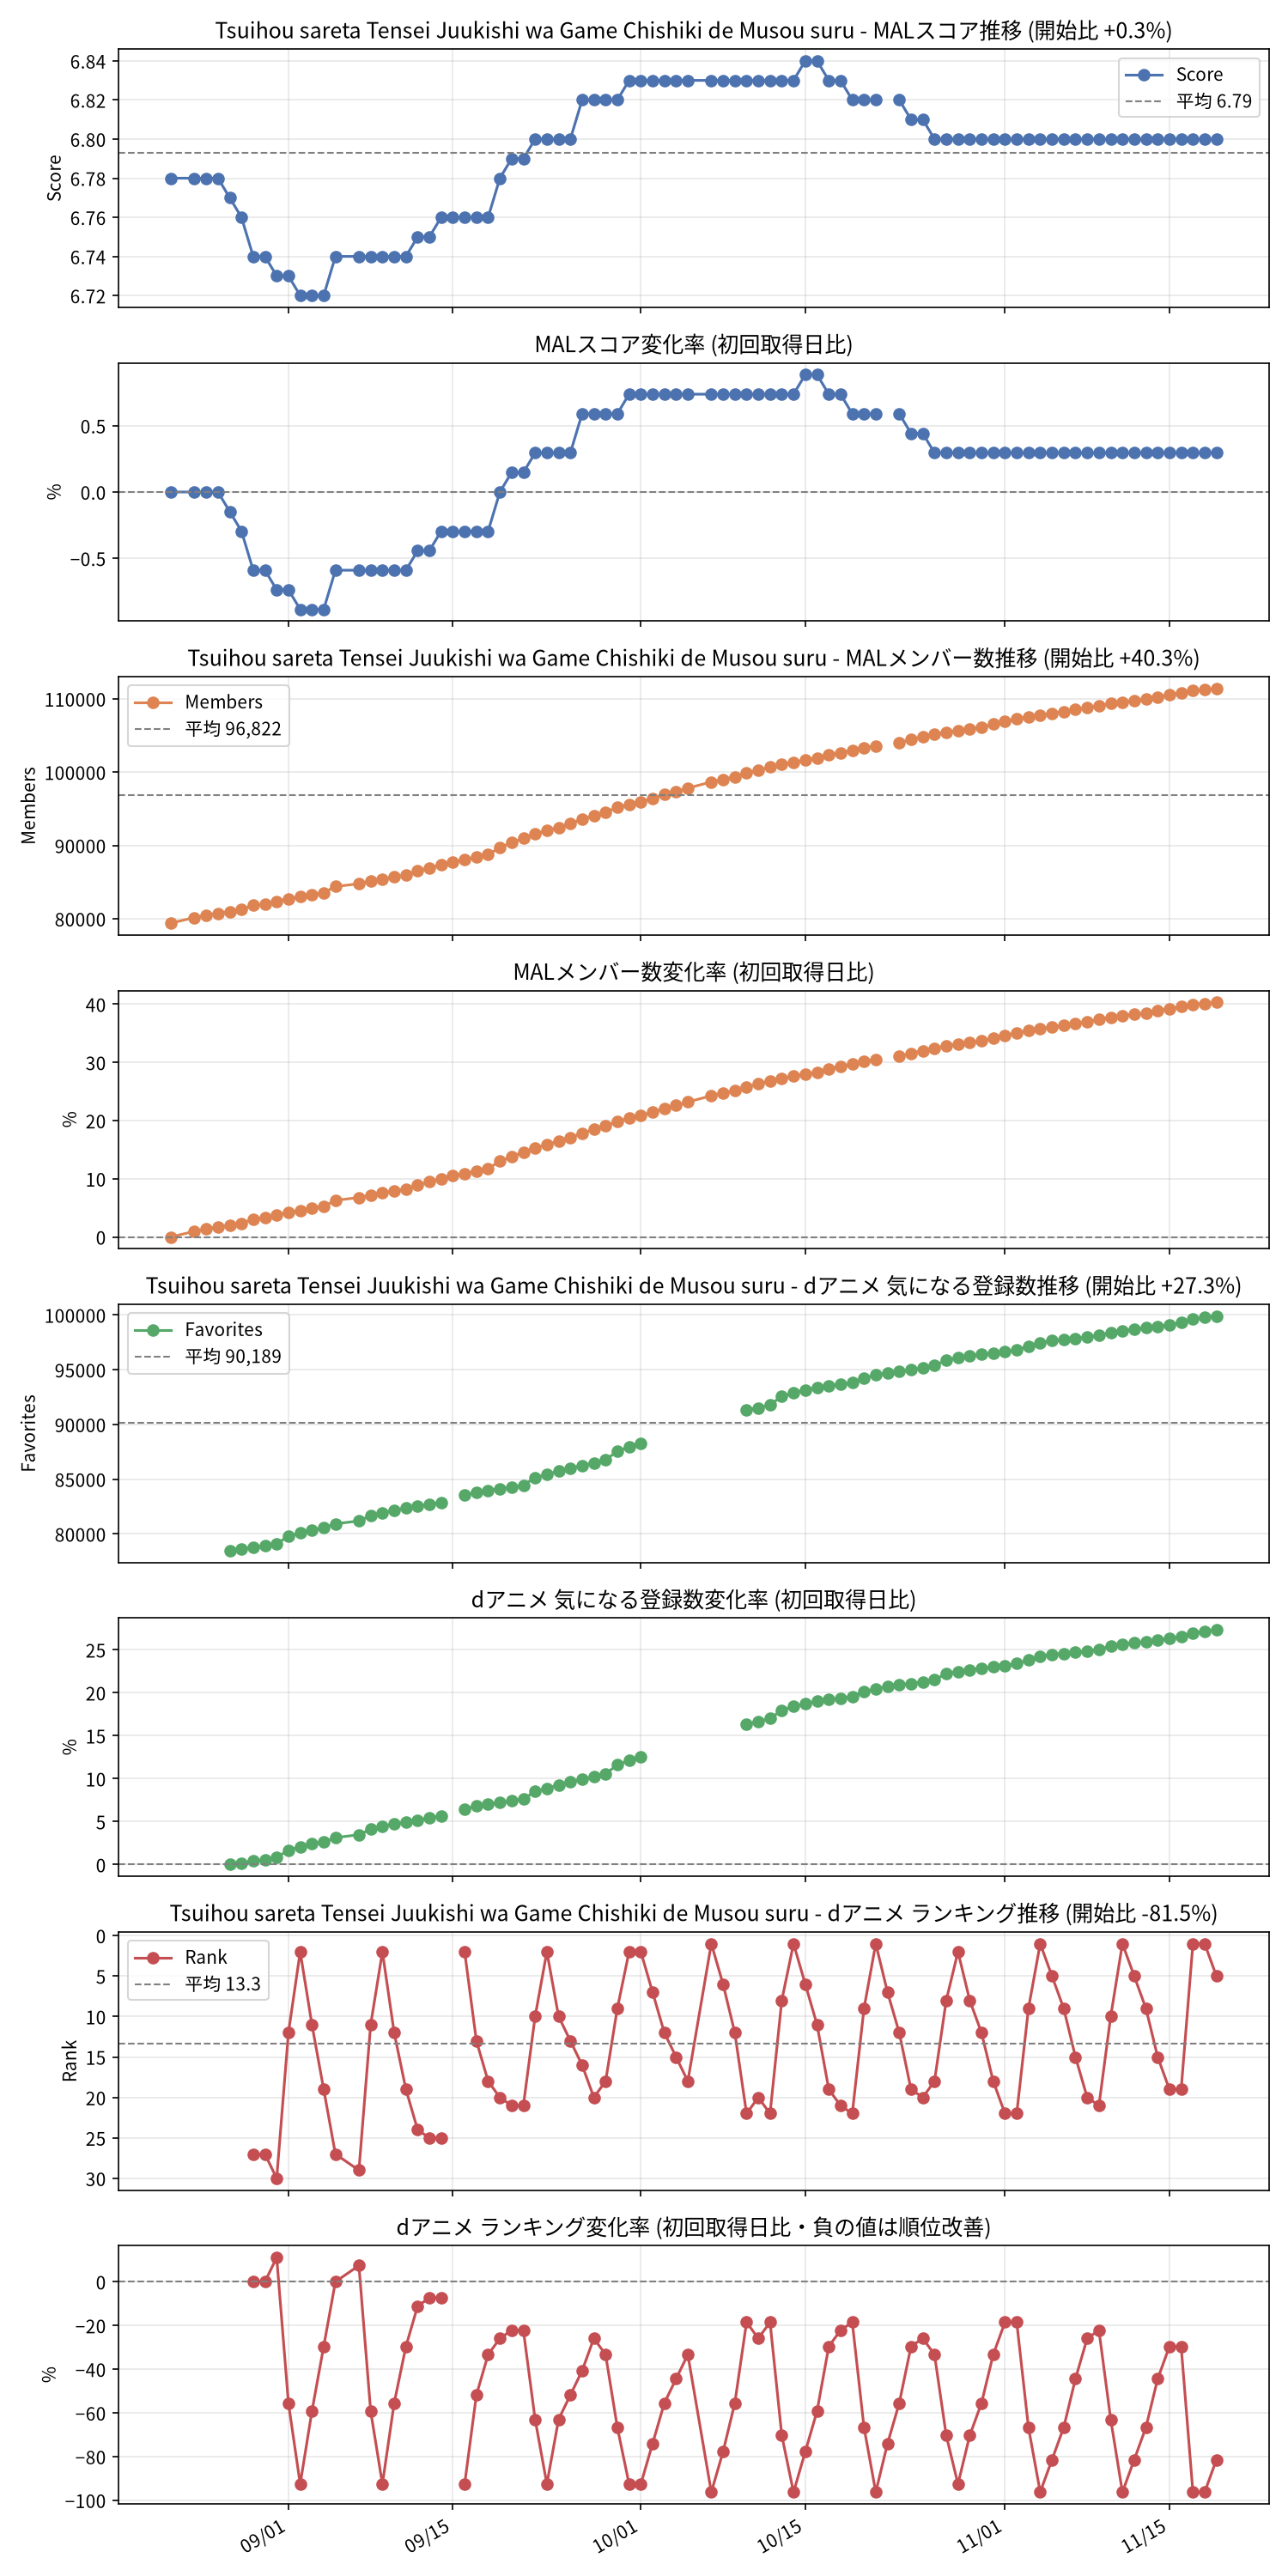 Tsuihou sareta Tensei Juukishi wa Game Chishiki de Musou suru - MALスコア推移 (開始比 +0.3%)
Score
6.84
6.82
6.80
6.78
6.76
6.74
6.72
Score
平均 6.79
MALスコア変化率 (初回取得日比)
%
0.5
0.0
−0.5
Tsuihou sareta Tensei Juukishi wa Game Chishiki de Musou suru - MALメンバー数推移 (開始比 +40.3%)
Members
110000
100000
90000
80000
Members
平均 96,822
MALメンバー数変化率 (初回取得日比)
%
40
30
20
10
0
Tsuihou sareta Tensei Juukishi wa Game Chishiki de Musou suru - dアニメ 気になる登録数推移 (開始比 +27.3%)
Favorites
100000
95000
90000
85000
80000
Favorites
平均 90,189
dアニメ 気になる登録数変化率 (初回取得日比)
%
25
20
15
10
5
0
Tsuihou sareta Tensei Juukishi wa Game Chishiki de Musou suru - dアニメ ランキング推移 (開始比 -81.5%)
Rank
0
5
10
15
20
25
30
Rank
平均 13.3
dアニメ ランキング変化率 (初回取得日比・負の値は順位改善)
%
0
−20
−40
−60
−80
−100
09/01
09/15
10/01
10/15
11/01
11/15